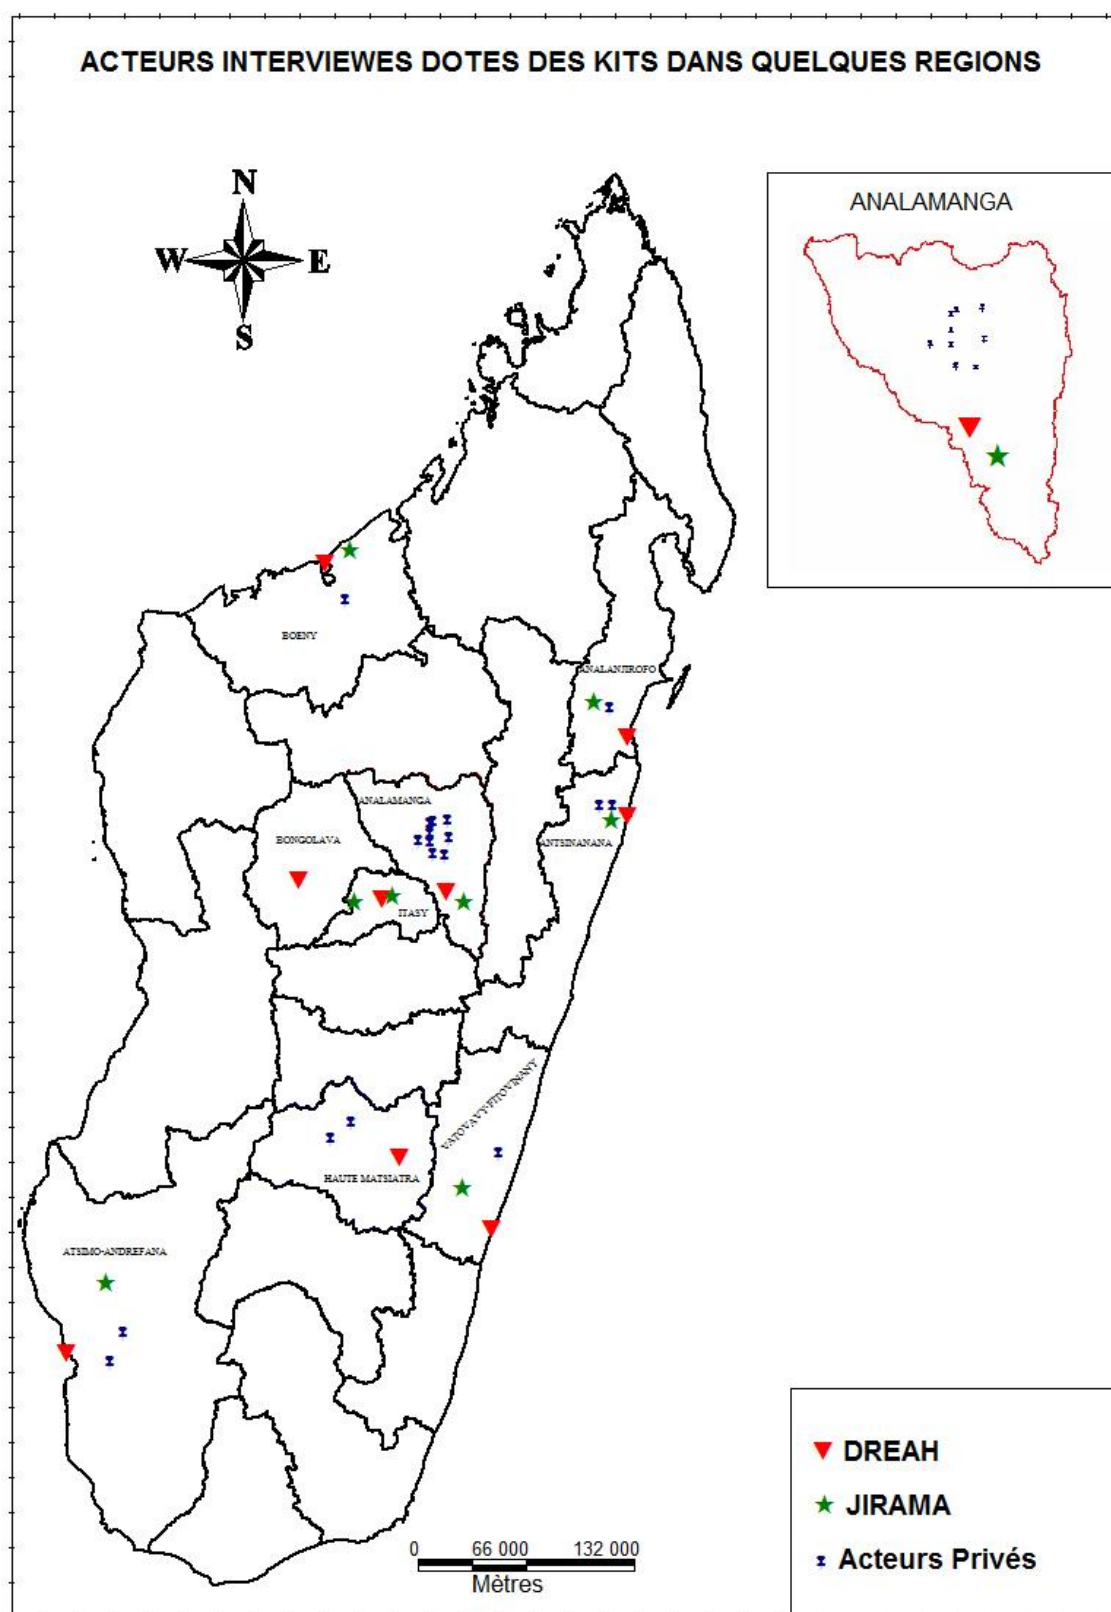 ACTEURS INTERVIEWES DOTES DES KITS DANS QUELQUES REGIONS
N
W E
S
ANALAMANGA
BOENY
ANALANJIROFO
ANALAMANGA
BONGOLAVA
ANTSINANANA
ITASY
VATOVAVY-FITOVINANY
HAUTE MATSIATRA
ATSIMO-ANDREFANA
DREAH
JIRAMA
Acteurs Privés
0 66 000 132 000
Mètres